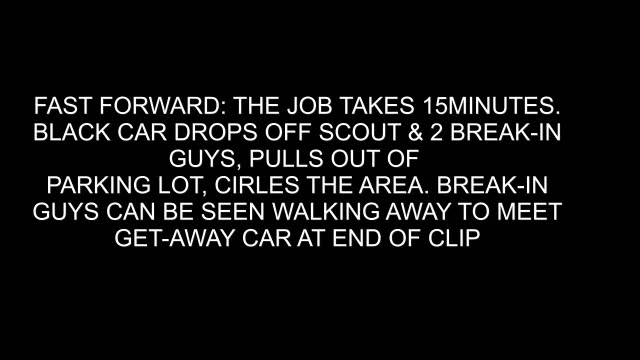 FAST FORWARD: THE JOB TAKES 15MINUTES.
BLACK CAR DROPS OFF SCOUT & 2 BREAK-IN
GUYS, PULLS OUT OF
PARKING LOT, CIRLES THE AREA. BREAK-IN
GUYS CAN BE SEEN WALKING AWAY TO MEET
GET-AWAY CAR AT END OF CLIP